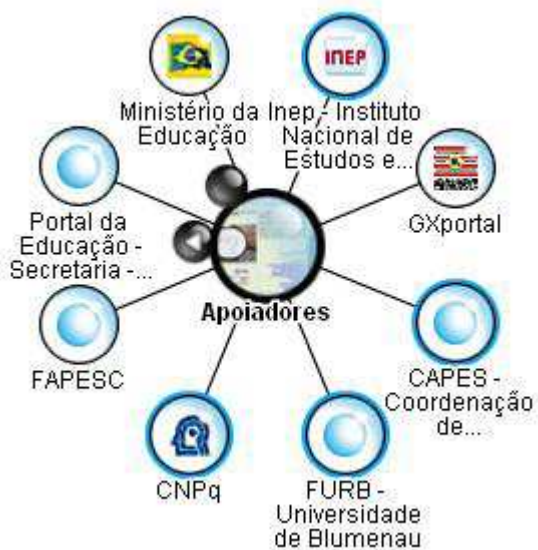 INEP
Ministério da
Educação
Inep - Instituto
Nacional de
Estudos e...
Portal da
Educação -
Secretaria -...
GXportal
Apoiadores
FAPESC
CAPES -
Coordenação
de...
CNPq
FURB -
Universidade
de Blumenau